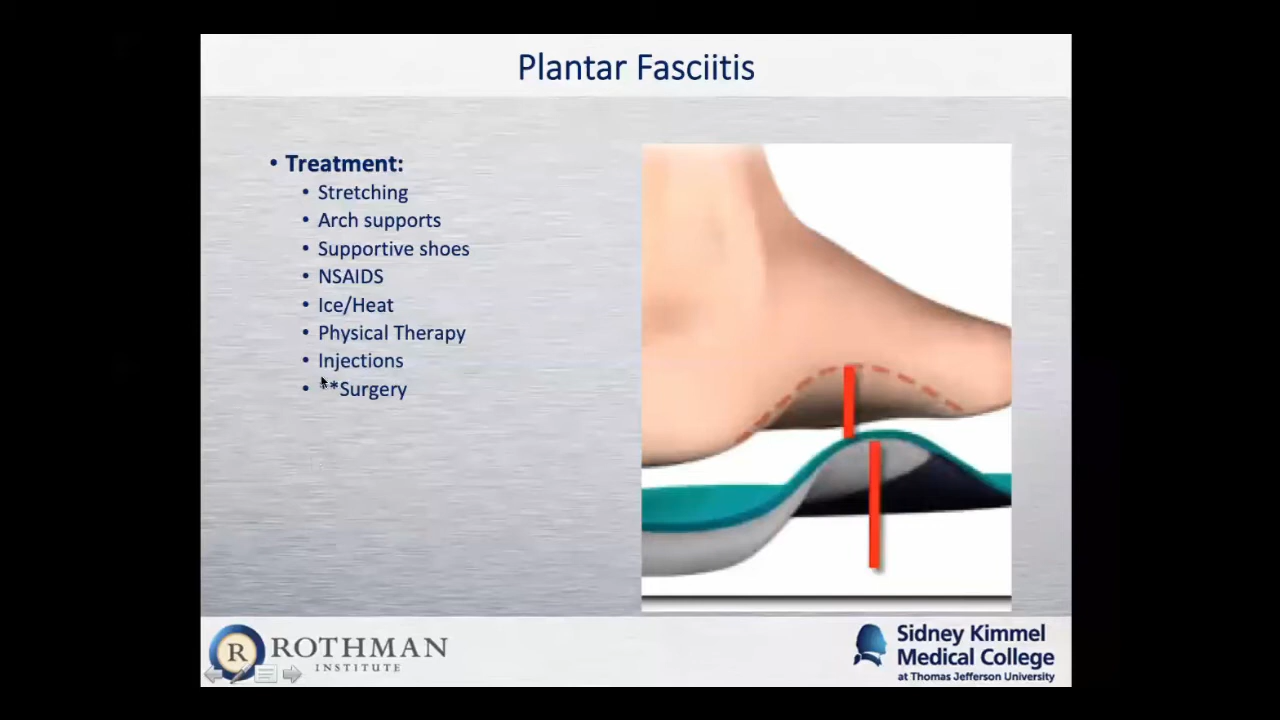 Plantar Fasciitis
• Treatment:
• Stretching
• Arch supports
• Supportive shoes
• NSAIDS
• Ice/Heat
• Physical Therapy
• Injections
• **Surgery
R ROTHMAN
INSTITUTE
Sidney Kimmel
Medical College
at Thomas Jefferson University